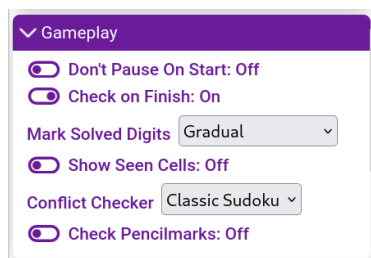 Gameplay
Don't Pause On Start: Off
Check on Finish: On
Mark Solved Digits Gradual
Show Seen Cells: Off
Conflict Checker Classic Sudoku
Check Pencilmarks: Off